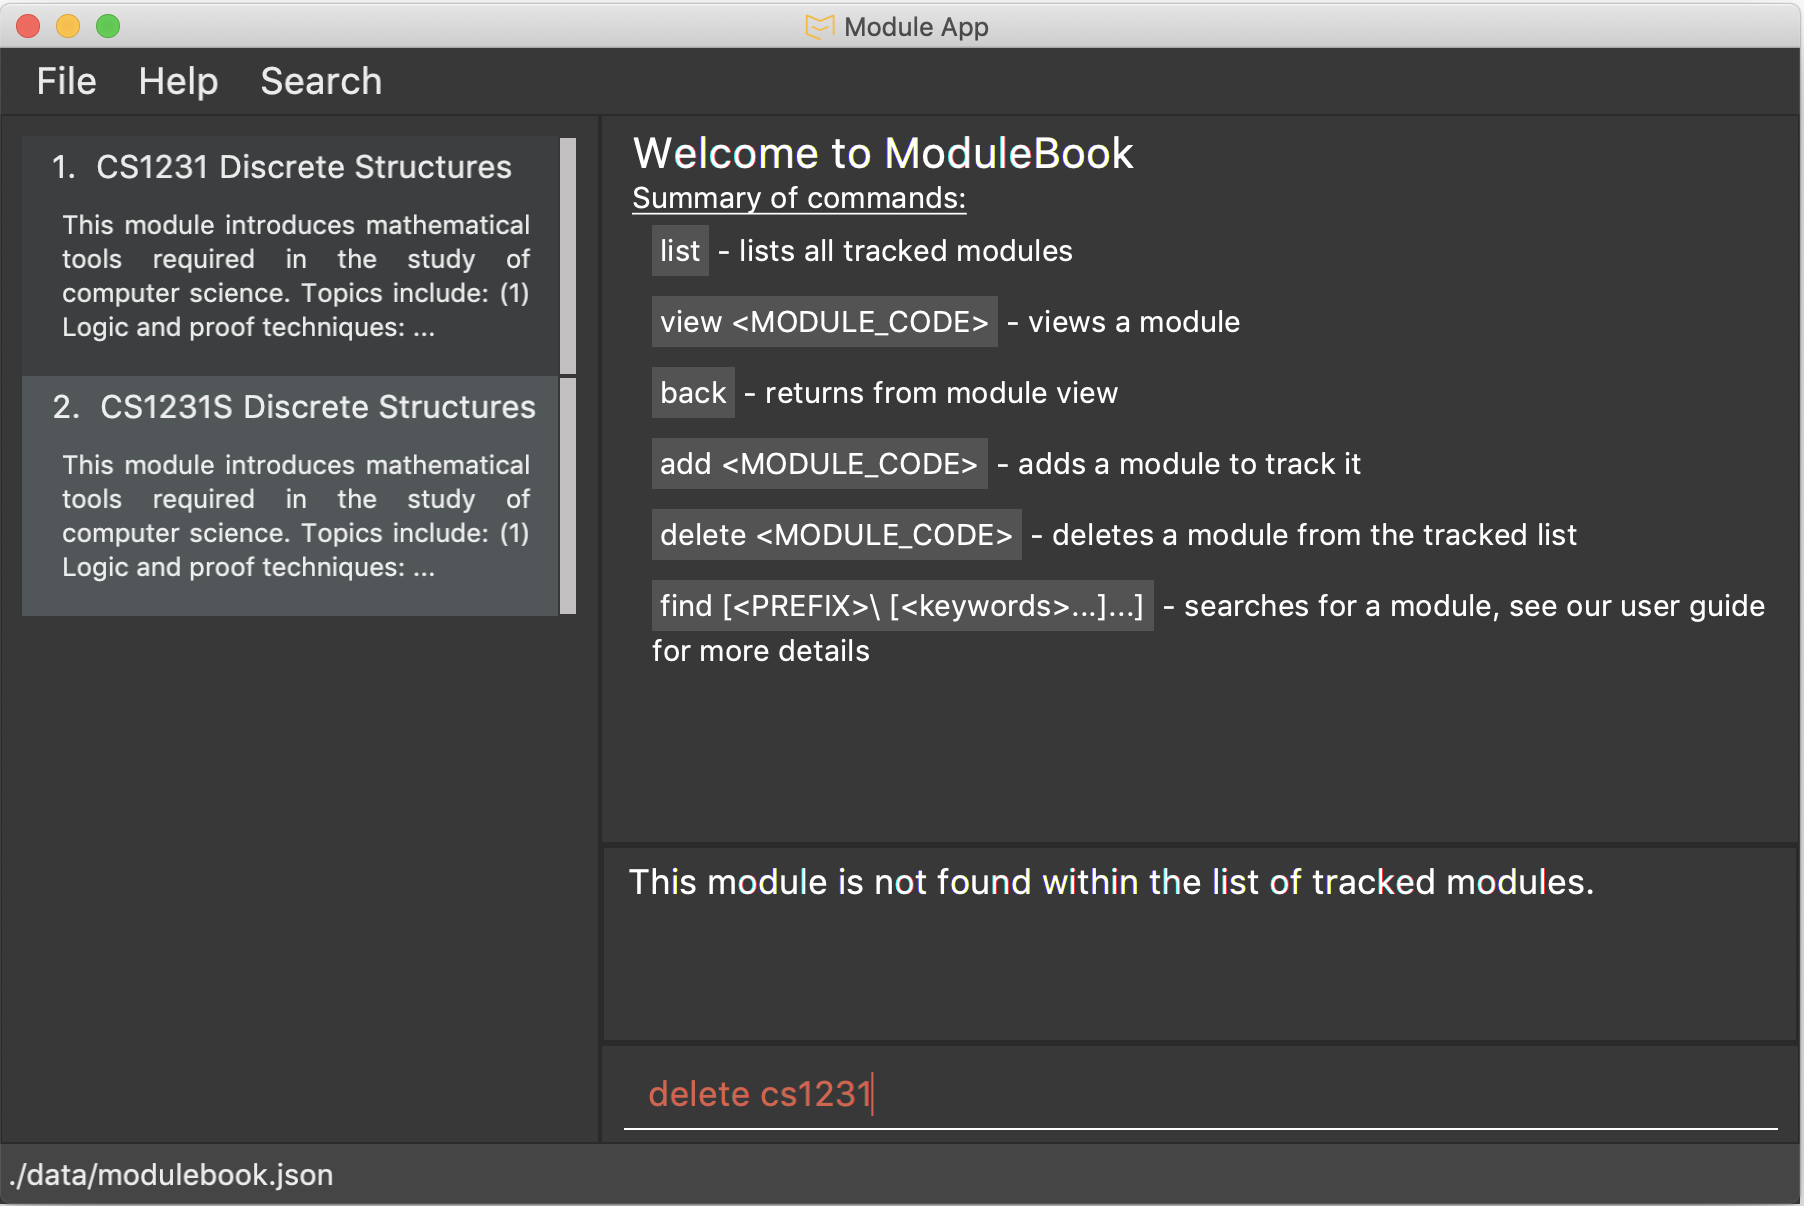 Module App
File Help Search
1. CS1231 Discrete Structures
This module introduces mathematical
tools required in the study of
computer science. Topics include: (1)
Logic and proof techniques: ...
2. CS1231S Discrete Structures
This module introduces mathematical
tools required in the study of
computer science. Topics include: (1)
Logic and proof techniques: ...
Welcome to ModuleBook
Summary of commands:
list - lists all tracked modules
view <MODULE_CODE> - views a module
back - returns from module view
add <MODULE_CODE> - adds a module to track it
delete <MODULE_CODE> - deletes a module from the tracked list
find [<PREFIX>\ [<keywords>...]...] - searches for a module, see our user guide
for more details
This module is not found within the list of tracked modules.
delete cs1231
./data/modulebook.json